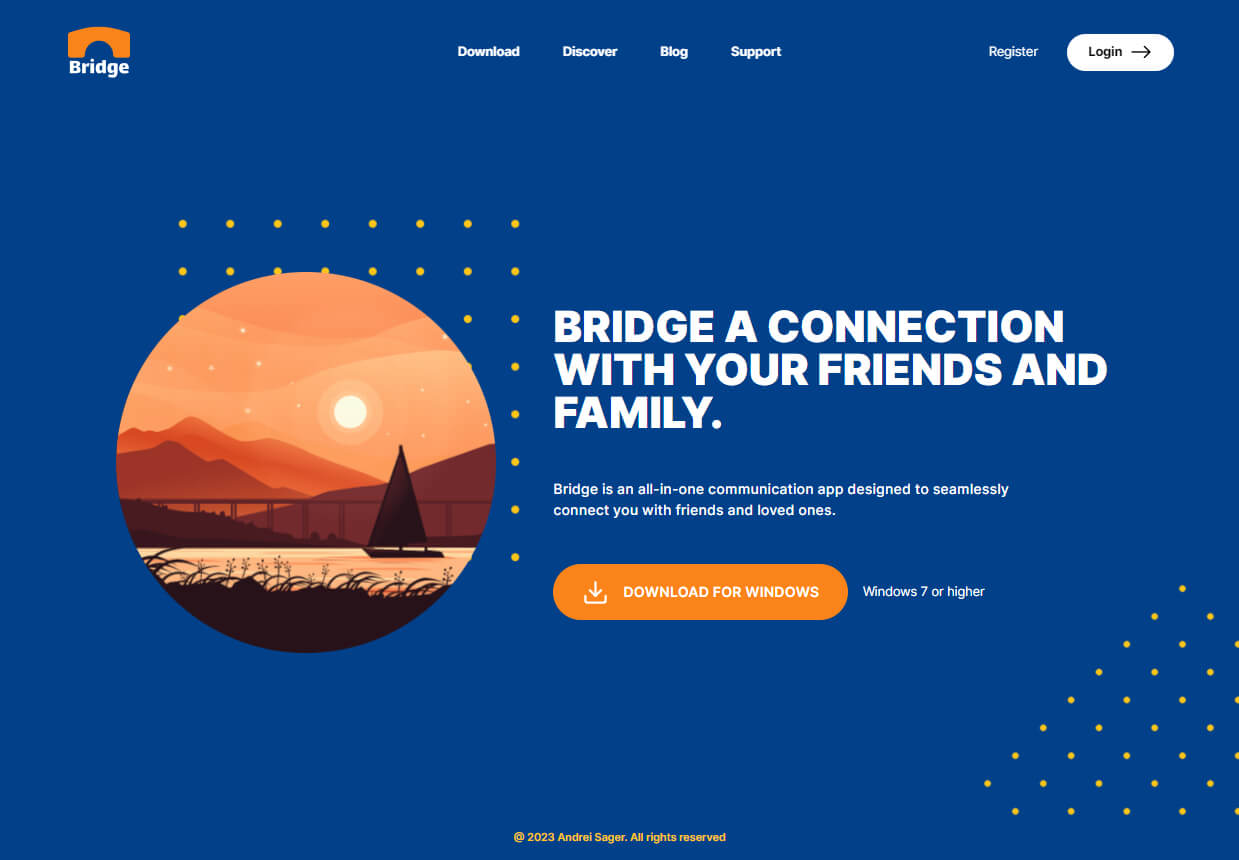 Bridge
Download Discover Blog Support Register Login
BRIDGE A CONNECTION
WITH YOUR FRIENDS AND
FAMILY.
Bridge is an all-in-one communication app designed to seamlessly
connect you with friends and loved ones.
DOWNLOAD FOR WINDOWS Windows 7 or higher
@ 2023 Andrei Sager. All rights reserved